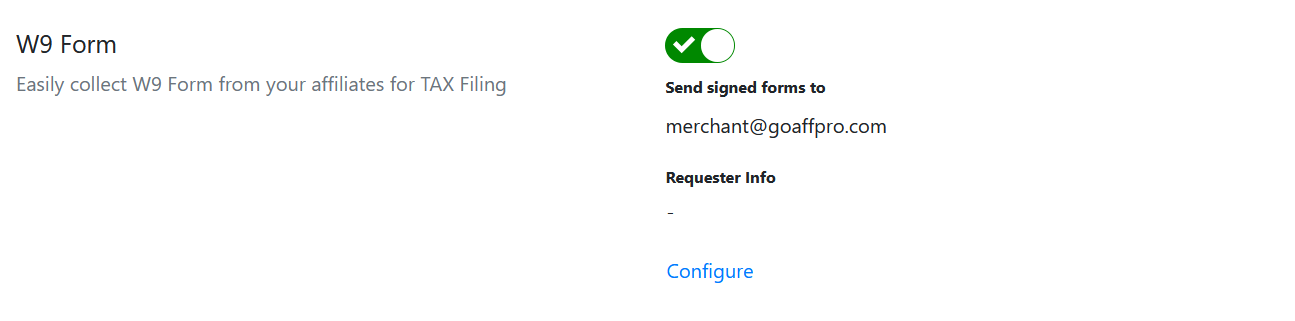 W9 Form
Easily collect W9 Form from your affiliates for TAX Filing
Send signed forms to
merchant@goaffpro.com
Requester Info
-
Configure